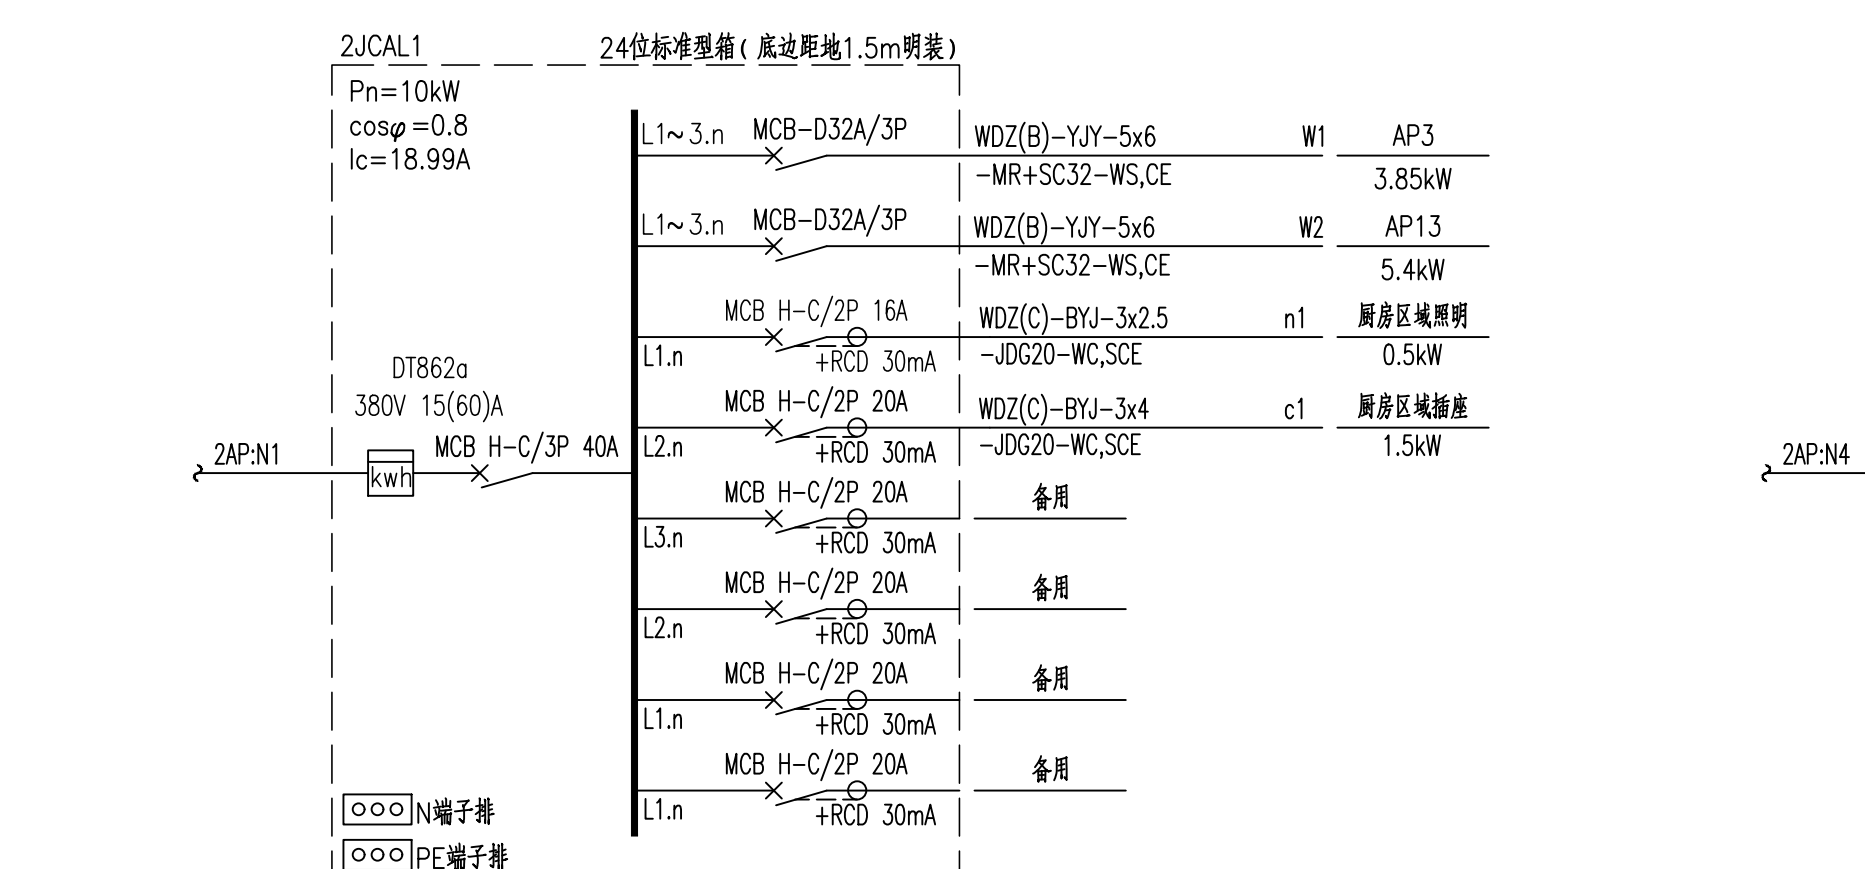 2JCAL1
24位标准型箱(底边距地1.5m明装)
Pn=10kW
cosφ=0.8
Ic=18.99A
L1~3.n MCB-D32A/3P WDZ(B)-YJY-5x6 W1 AP3
-MR+SC32-WS,CE 3.85kW
L1~3.n MCB-D32A/3P WDZ(B)-YJY-5x6 W2 AP13
-MR+SC32-WS,CE 5.4kW
MCB H-C/2P 16A WDZ(C)-BYJ-3x2.5 n1 厨房区域照明
L1.n +RCD 30mA -JDG20-WC,SCE 0.5kW
DT862a
380V 15(60)A
MCB H-C/2P 20A WDZ(C)-BYJ-3x4 c1 厨房区域插座
L2.n +RCD 30mA -JDG20-WC,SCE 1.5kW
2AP:N1 kwh MCB H-C/3P 40A
2AP:N4
MCB H-C/2P 20A 备用
L3.n +RCD 30mA
MCB H-C/2P 20A 备用
L2.n +RCD 30mA
MCB H-C/2P 20A 备用
L1.n +RCD 30mA
MCB H-C/2P 20A 备用
L1.n +RCD 30mA
N端子排
PE端子排